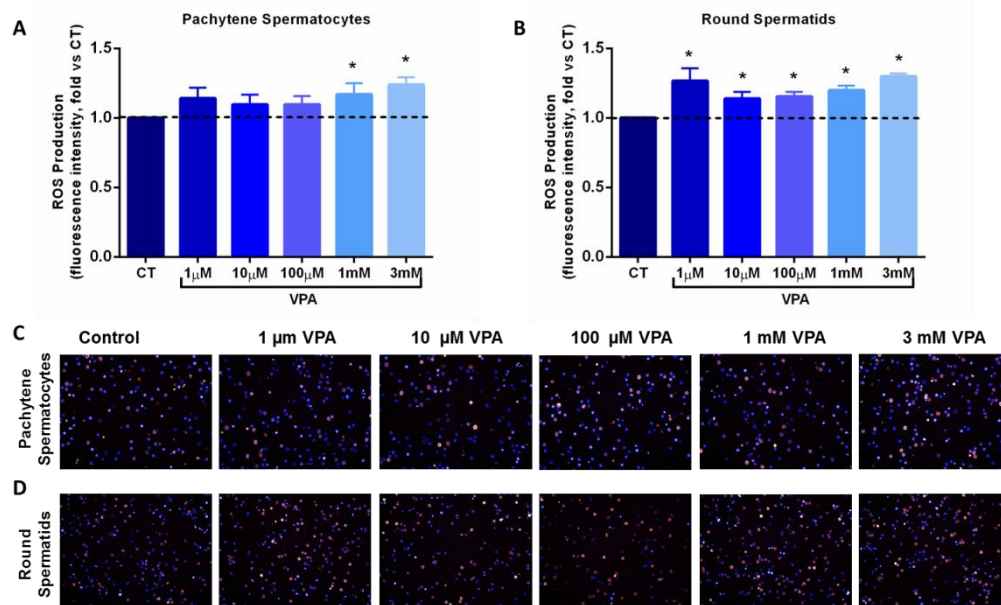 A
Pachytene Spermatocytes
ROS Production
(fluorescence intensity, fold vs CT)
1.5
*
*
1.0
0.5
0.0
CT
1μM
10μM
100μM
1mM
3mM
VPA
B
Round Spermatids
ROS Production
(fluorescence intensity, fold vs CT)
1.5
*
*
*
*
*
1.0
0.5
0.0
CT
1μM
10μM
100μM
1mM
3mM
VPA
C
Control
1 µm VPA
10 µM VPA
100 µM VPA
1 mM VPA
3 mM VPA
Pachytene
Spermatocytes
D
Round
Spermatids